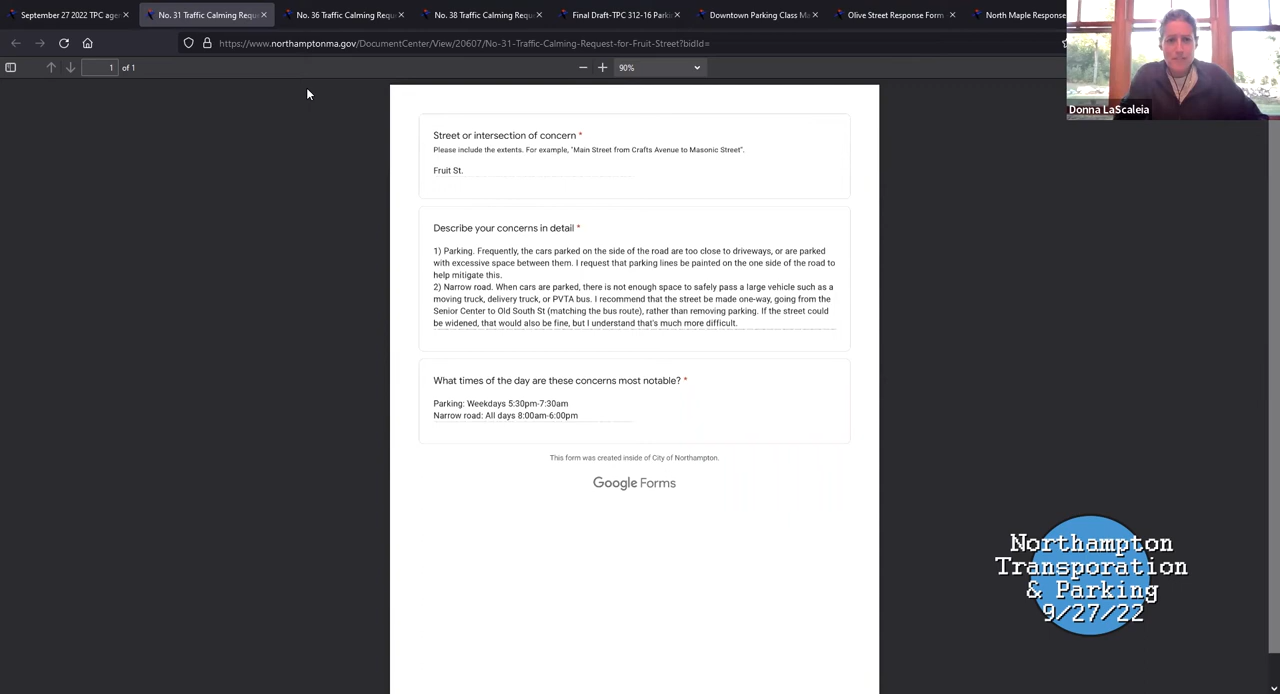 September 27 2022 TPC age
No. 31 Traffic Calming Requ
No. 36 Traffic Calming Requ
No. 38 Traffic Calming Requ
Final Draft-TPC 312-16 Park
Downtown Parking Class M
Olive Street Response Form
North Maple Response
https://www.northamptonma.gov/DocumentCenter/View/20607/No-31-Traffic-Calming-Request-for-Fruit-Street?bidId=
1 of 1
90%
Donna LaScaleia
Street or intersection of concern *
Please include the extents. For example, "Main Street from Crafts Avenue to Masonic Street".
Fruit St.
Describe your concerns in detail *
1) Parking. Frequently, the cars parked on the side of the road are too close to driveways, or are parked
with excessive space between them. I request that parking lines be painted on the one side of the road to
help mitigate this.
2) Narrow road. When cars are parked, there is not enough space to safely pass a large vehicle such as a
moving truck, delivery truck, or PVTA bus. I recommend that the street be made one-way, going from the
Senior Center to Old South St (matching the bus route), rather than removing parking. If the street could
be widened, that would also be fine, but I understand that's much more difficult.
What times of the day are these concerns most notable? *
Parking: Weekdays 5:30pm-7:30am
Narrow road: All days 8:00am-6:00pm
This form was created inside of City of Northampton.
Google Forms
Northampton
Transporation
& Parking
9/27/22